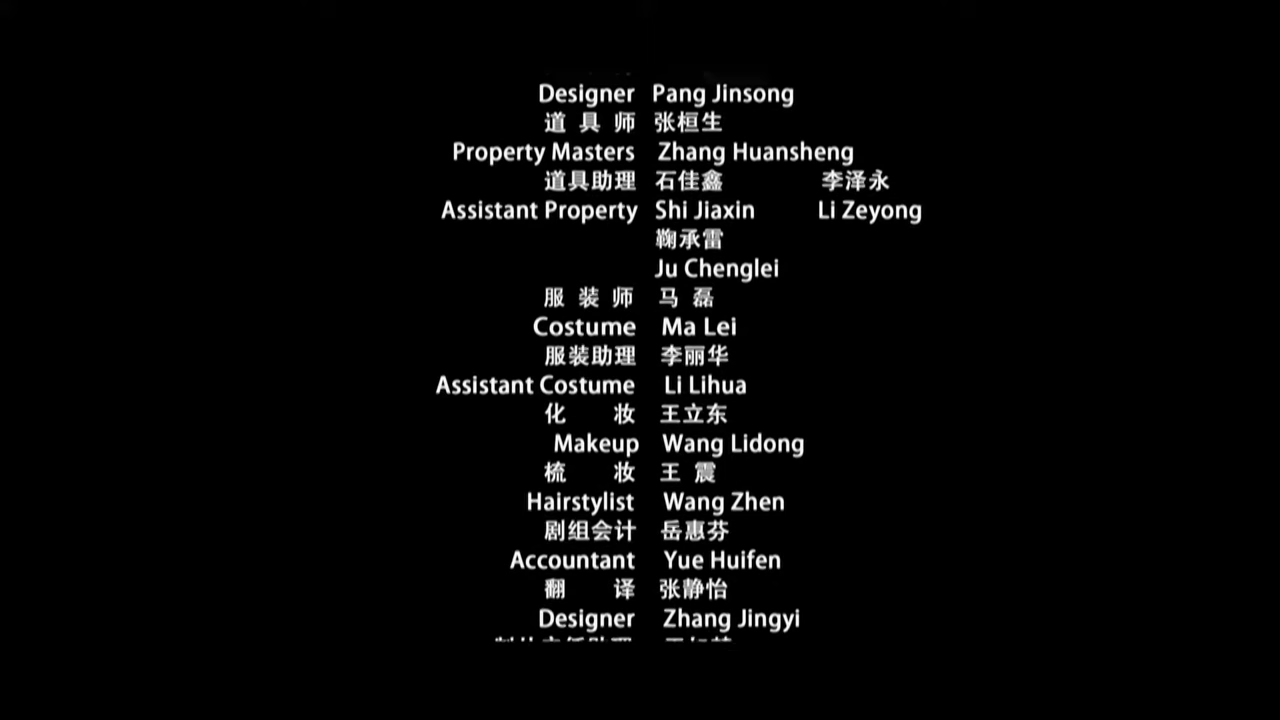 Designer Pang Jinsong
道具师 张桓生
Property Masters Zhang Huansheng
道具助理 石佳鑫 李泽永
Assistant Property Shi Jiaxin Li Zeyong
鞠承雷
Ju Chenglei
服装师 马磊
Costume Ma Lei
服装助理 李丽华
Assistant Costume Li Lihua
化妆 王立东
Makeup Wang Lidong
梳妆 王震
Hairstylist Wang Zhen
剧组会计 岳惠芬
Accountant Yue Huifen
翻译 张静怡
Designer Zhang Jingyi